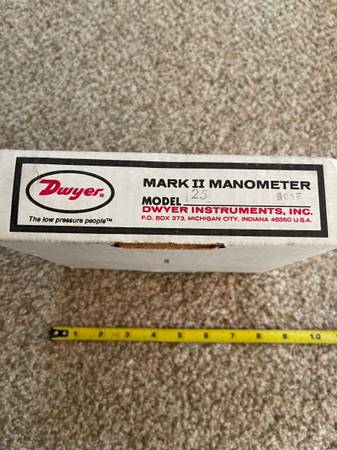 Dwyer®
The low pressure people™
MARK II MANOMETER
MODEL 25
DWYER INSTRUMENTS, INC.
P.O. BOX 373, MICHIGAN CITY, INDIANA 46360 U.S.A.
1 2 3 4 5 6 7 8 9 10